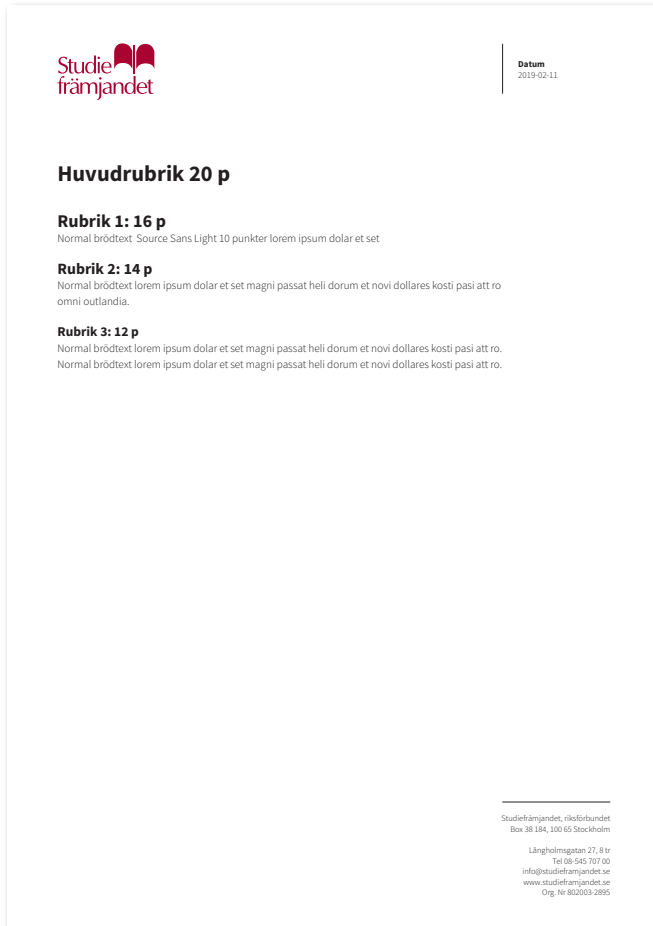 Studie
främjandet
Datum
2019-02-11
Huvudrubrik 20 p
Rubrik 1: 16 p
Normal brödtext  Source Sans Light 10 punkter lorem ipsum dolar et set
Rubrik 2: 14 p
Normal brödtext lorem ipsum dolar et set magni passat heli dorum et novi dollares kosti pasi att ro
omni outlandia.
Rubrik 3: 12 p
Normal brödtext lorem ipsum dolar et set magni passat heli dorum et novi dollares kosti pasi att ro.
Normal brödtext lorem ipsum dolar et set magni passat heli dorum et novi dollares kosti pasi att ro.
Studiefrämjandet, riksförbundet
Box 38 184, 100 65 Stockholm
Långholmsgatan 27, 8 tr
Tel 08-545 707 00
info@studieframjandet.se
www.studieframjandet.se
Org. Nr 802003-2895